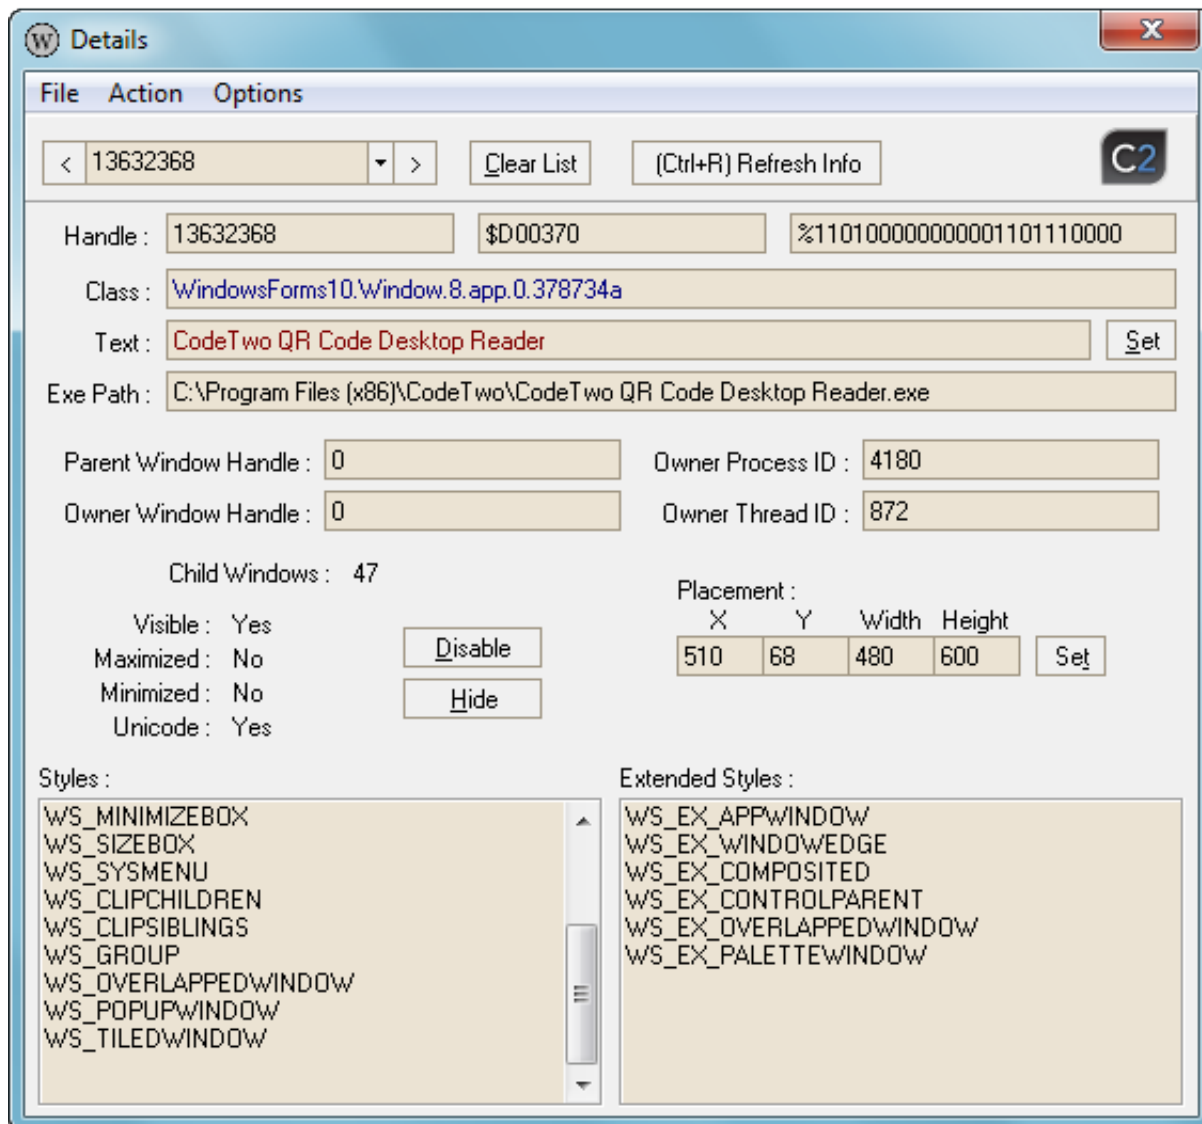 W Details
X
File Action Options
< 13632368 > Clear List (Ctrl+R) Refresh Info C2
Handle : 13632368 $D00370 %110100000000001101110000
Class : WindowsForms10.Window.8.app.0.378734a
Text : CodeTwo QR Code Desktop Reader Set
Exe Path : C:\Program Files (x86)\CodeTwo\CodeTwo QR Code Desktop Reader.exe
Parent Window Handle : 0 Owner Process ID : 4180
Owner Window Handle : 0 Owner Thread ID : 872
Child Windows : 47
Placement :
X Y Width Height
Visible : Yes
Maximized : No
Minimized : No
Unicode : Yes
Disable
Hide
510 68 480 600 Set
Styles :
WS_MINIMIZEBOX
WS_SIZEBOX
WS_SYSMENU
WS_CLIPCHILDREN
WS_CLIPSIBLINGS
WS_GROUP
WS_OVERLAPPEDWINDOW
WS_POPUPWINDOW
WS_TILEDWINDOW
Extended Styles :
WS_EX_APPWINDOW
WS_EX_WINDOWEDGE
WS_EX_COMPOSITED
WS_EX_CONTROLPARENT
WS_EX_OVERLAPPEDWINDOW
WS_EX_PALETTEWINDOW